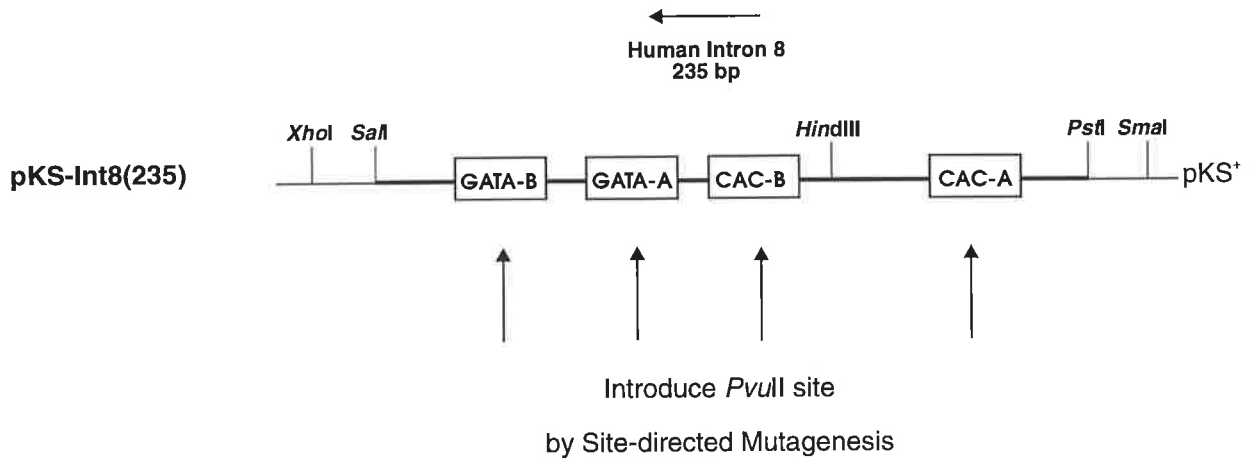 Human Intron 8
235 bp
XhoI SalI HindIII PstI SmaI
pKS-Int8(235) GATA-B GATA-A CAC-B CAC-A pKS+
Introduce PvuII site
by Site-directed Mutagenesis